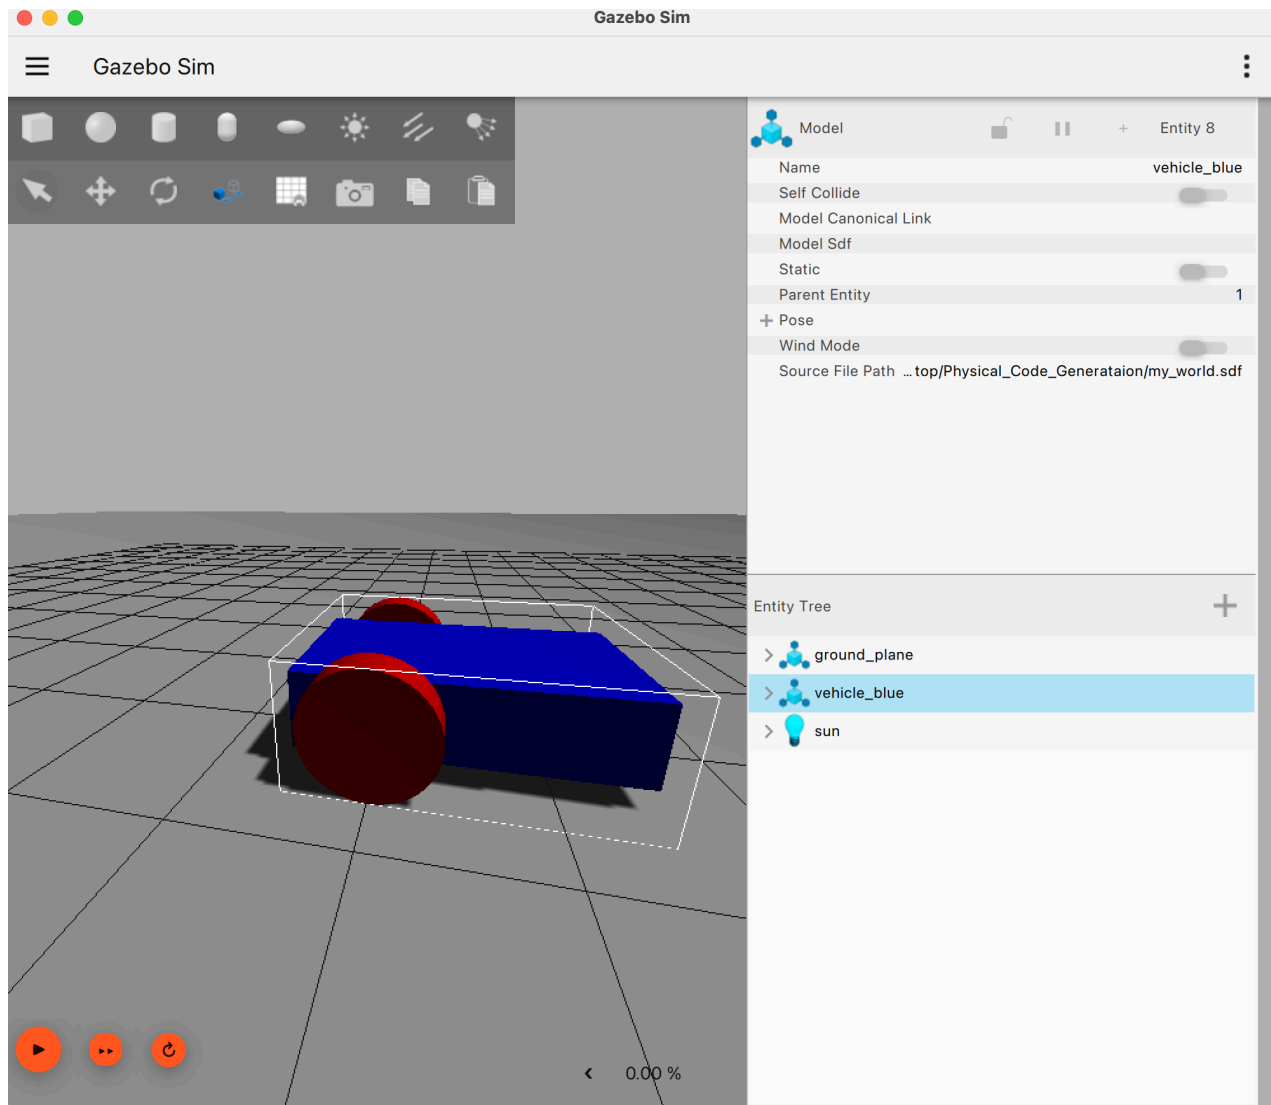 Gazebo Sim
Gazebo Sim
Model + Entity 8
Name vehicle_blue
Self Collide
Model Canonical Link
Model Sdf
Static
Parent Entity 1
+ Pose
Wind Mode
Source File Path ...top/Physical_Code_Generataion/my_world.sdf
Entity Tree +
ground_plane
vehicle_blue
sun
0.00 %